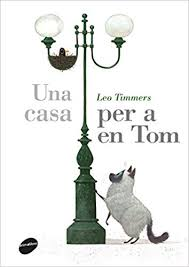 Leo Timmers
Una
casa per a
en Tom